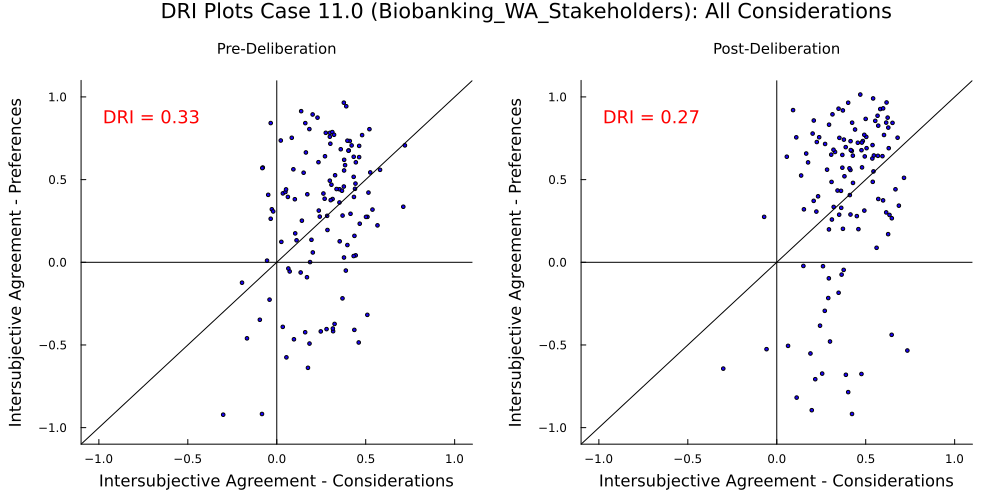 DRI Plots Case 11.0 (Biobanking_WA_Stakeholders): All Considerations
Pre-Deliberation
DRI = 0.33
Intersubjective Agreement - Preferences
1.0
0.5
0.0
−0.5
−1.0
−1.0 −0.5 0.0 0.5 1.0
Intersubjective Agreement - Considerations
Post-Deliberation
DRI = 0.27
Intersubjective Agreement - Preferences
1.0
0.5
0.0
−0.5
−1.0
−1.0 −0.5 0.0 0.5 1.0
Intersubjective Agreement - Considerations